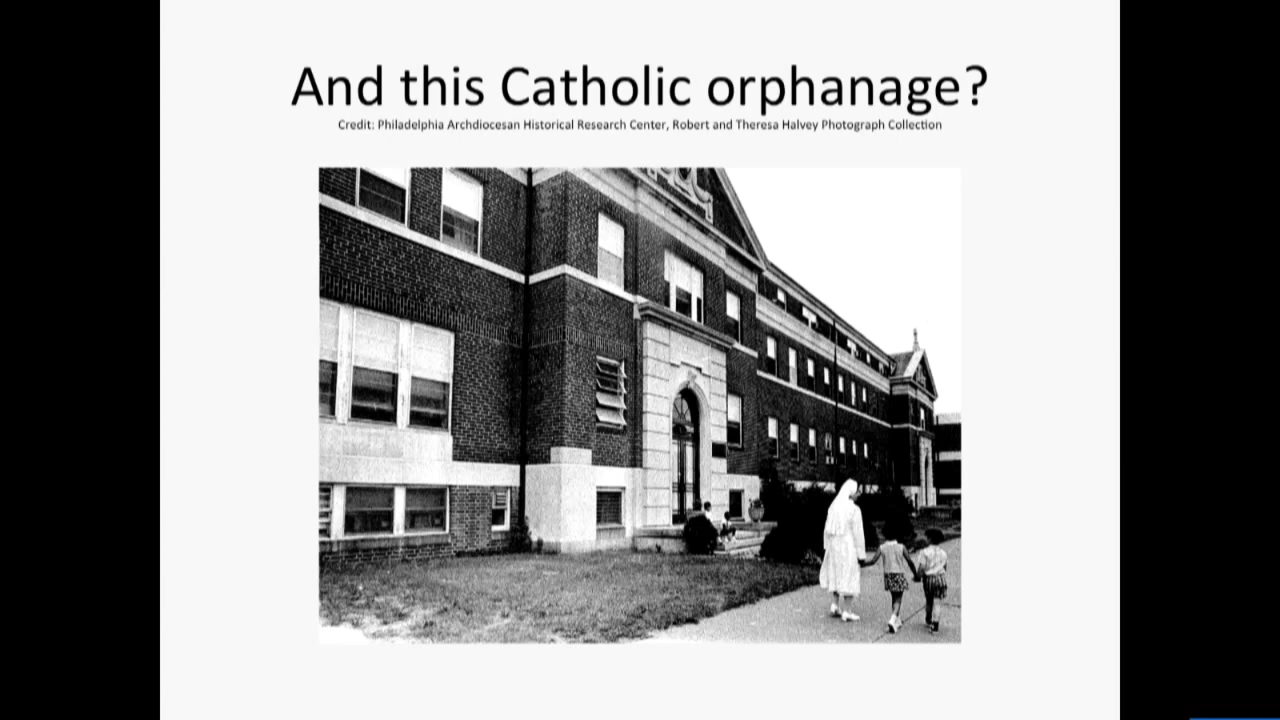 And this Catholic orphanage?
Credit: Philadelphia Archdiocesan Historical Research Center, Robert and Theresa Halvey Photograph Collection